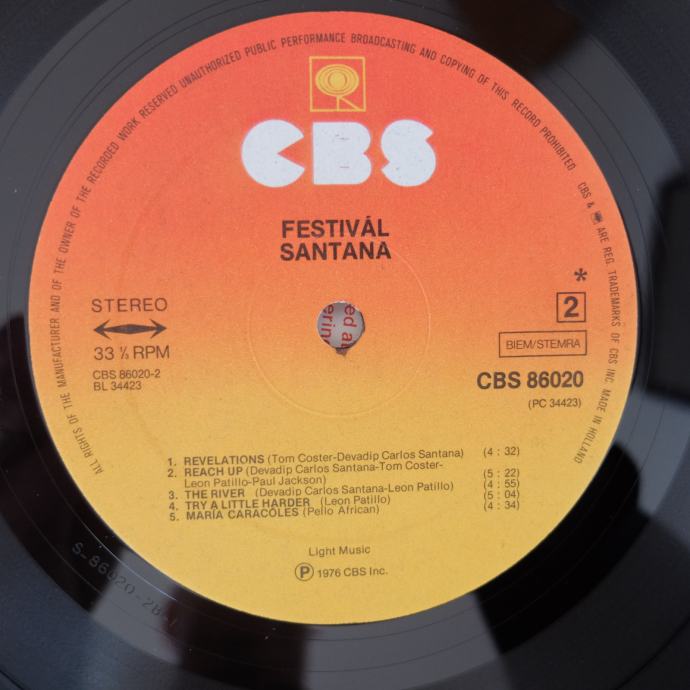 ALL RIGHTS OF THE MANUFACTURER AND OF THE OWNER OF THE RECORDED WORK RESERVED UNAUTHORIZED PUBLIC PERFORMANCE BROADCASTING AND COPYING OF THIS RECORD PROHIBITED
CBS & ARE REG. TRADEMARKS OF CBS INC. MADE IN HOLLAND
CBS
FESTIVÁL
SANTANA
STEREO
33 ⅓ RPM
CBS 86020-2
BL 34423
*
2
BIEM/STEMRA
CBS 86020
(PC 34423)
1. REVELATIONS (Tom Coster-Devadip Carlos Santana) (4 : 32)
2. REACH UP (Devadip Carlos Santana-Tom Coster-
Leon Patillo-Paul Jackson) (5 : 22)
3. THE RIVER (Devadip Carlos Santana-Leon Patillo) (4 : 55)
4. TRY A LITTLE HARDER (Leon Patillo) (5 : 04)
5. MARÍA CARACÓLES (Pello African) (4 : 34)
Light Music
Ⓟ 1976 CBS Inc.